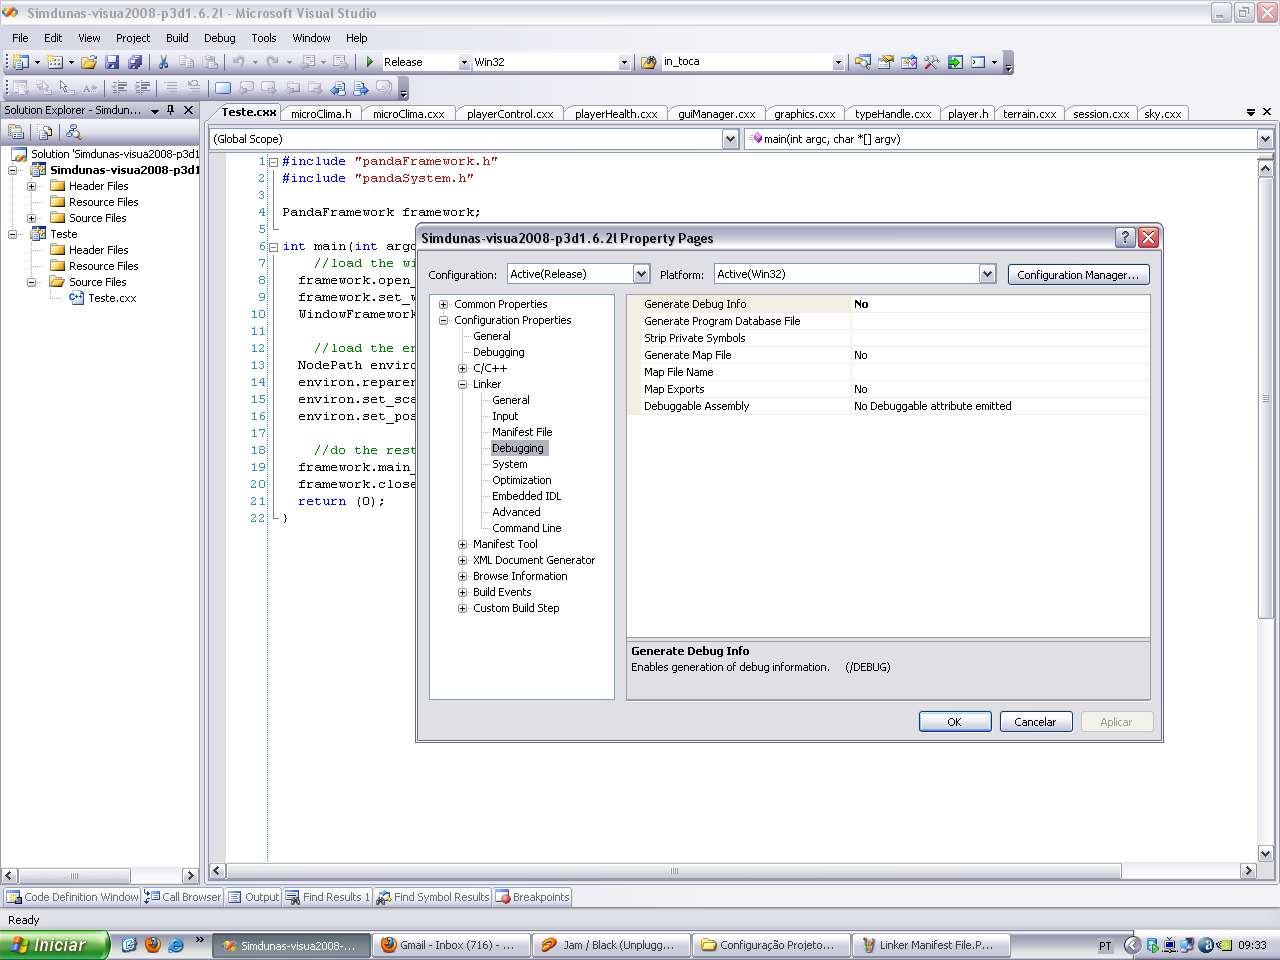 Simdunas-visua2008-p3d1.6.2l - Microsoft Visual Studio
File Edit View Project Build Debug Tools Window Help
Release Win32 in_toca
Solution Explorer - Simdun...
Teste.cxx microClima.h microClima.cxx playerControl.cxx playerHealth.cxx guiManager.cxx graphics.cxx typeHandle.cxx player.h terrain.cxx session.cxx sky.cxx
(Global Scope) main(int argc, char *[] argv)
Solution 'Simdunas-visua2008-p3d1
Simdunas-visua2008-p3d1
Header Files
Resource Files
Source Files
Teste
Header Files
Resource Files
Source Files
Teste.cxx
1 #include "pandaFramework.h"
2 #include "pandaSystem.h"
3
4 PandaFramework framework;
5
6 int main(int argc
7 //load the wi
8 framework.open_
9 framework.set_w
10 WindowFramework
11
12 //load the en
13 NodePath enviro
14 environ.reparen
15 environ.set_sca
16 environ.set_pos
17
18 //do the rest
19 framework.main_
20 framework.close
21 return (0);
22 }
Simdunas-visua2008-p3d1.6.2l Property Pages
Configuration: Active(Release) Platform: Active(Win32) Configuration Manager...
Common Properties
Configuration Properties
General
Debugging
C/C++
Linker
General
Input
Manifest File
Debugging
System
Optimization
Embedded IDL
Advanced
Command Line
Manifest Tool
XML Document Generator
Browse Information
Build Events
Custom Build Step
Generate Debug Info No
Generate Program Database File
Strip Private Symbols
Generate Map File No
Map File Name
Map Exports No
Debuggable Assembly No Debuggable attribute emitted
Generate Debug Info
Enables generation of debug information. (/DEBUG)
OK Cancelar Aplicar
Code Definition Window Call Browser Output Find Results 1 Find Symbol Results Breakpoints
Ready
Iniciar Simdunas-visua2008-... Gmail - Inbox (716) - ... Jam / Black (Unplugg... Configuração Projeto... Linker Manifest File.P... PT 09:33